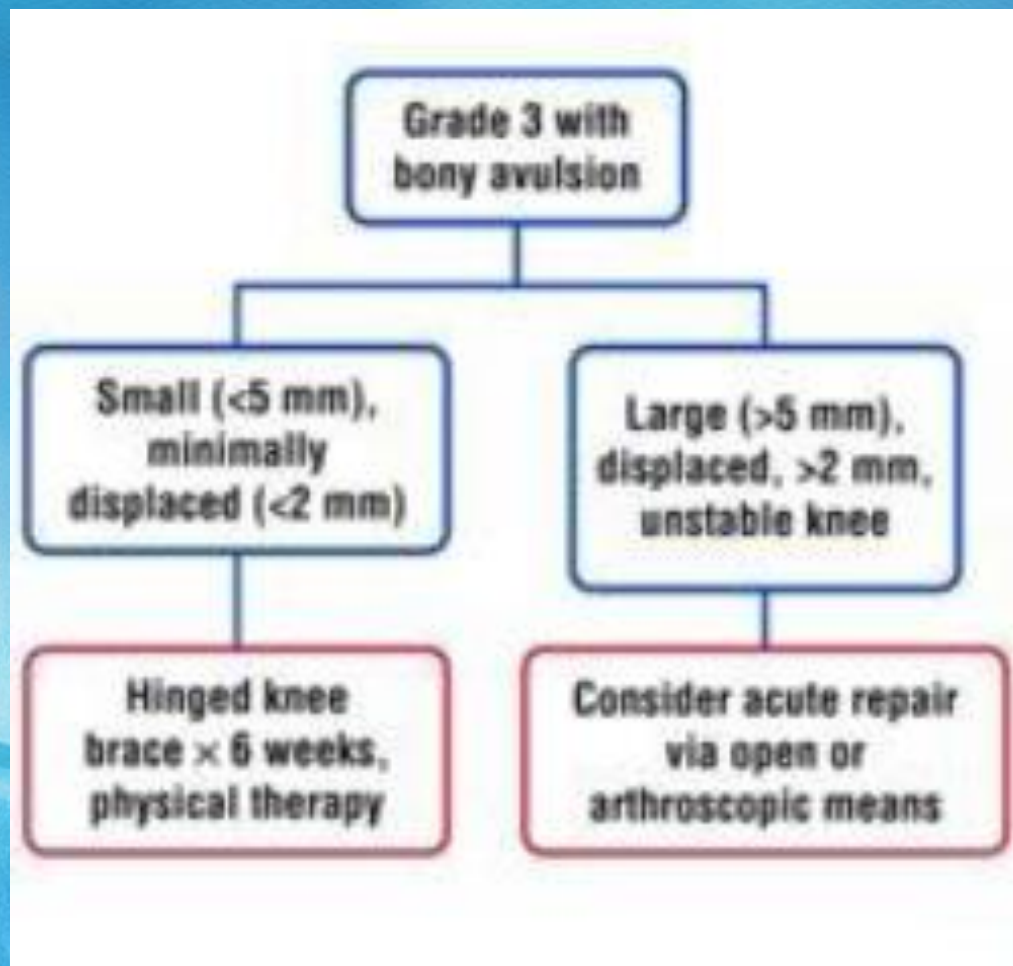 Grade 3 with
bony avulsion
Small (<5 mm),
minimally
displaced (<2 mm)
Large (>5 mm),
displaced, >2 mm,
unstable knee
Hinged knee
brace × 6 weeks,
physical therapy
Consider acute repair
via open or
arthroscopic means